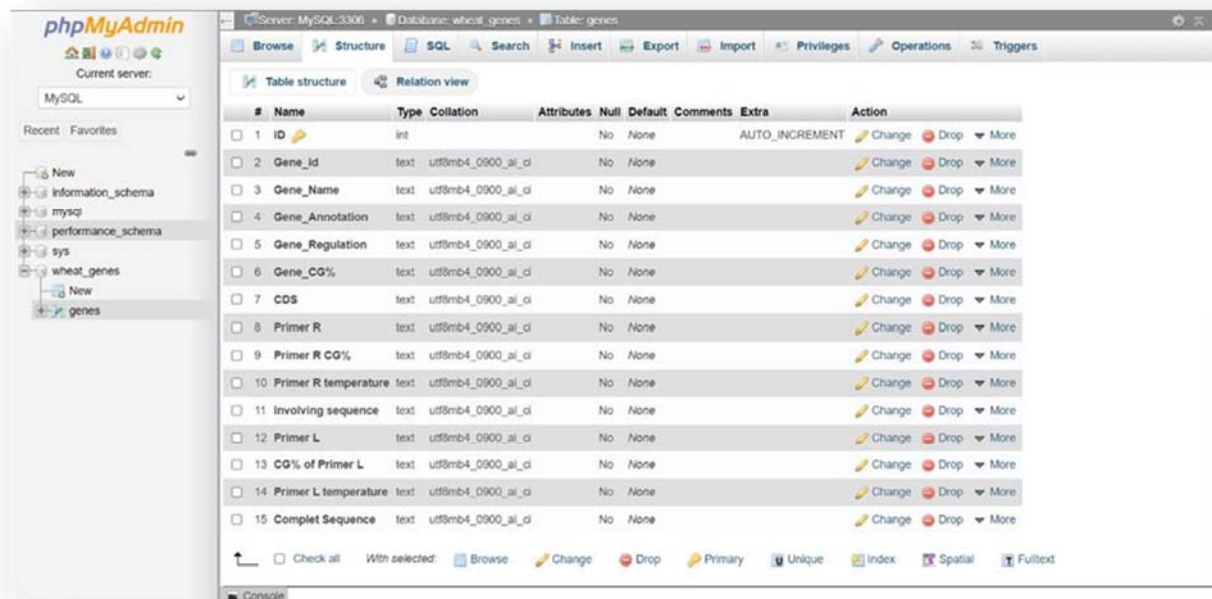 phpMyAdmin
Current server:
MySQL
Recent Favorites
New
information_schema
mysql
performance_schema
sys
wheat_genes
New
genes
Server: MySQL:3306 » Database: wheat_genes » Table: genes
Browse Structure SQL Search Insert Export Import Privileges Operations Triggers
Table structure Relation view
# Name Type Collation Attributes Null Default Comments Extra Action
1 ID int No None AUTO_INCREMENT Change Drop More
2 Gene_id text utf8mb4_0900_ai_ci No None Change Drop More
3 Gene_Name text utf8mb4_0900_ai_ci No None Change Drop More
4 Gene_Annotation text utf8mb4_0900_ai_ci No None Change Drop More
5 Gene_Regulation text utf8mb4_0900_ai_ci No None Change Drop More
6 Gene_CG% text utf8mb4_0900_ai_ci No None Change Drop More
7 CDS text utf8mb4_0900_ai_ci No None Change Drop More
8 Primer R text utf8mb4_0900_ai_ci No None Change Drop More
9 Primer R CG% text utf8mb4_0900_ai_ci No None Change Drop More
10 Primer R temperature text utf8mb4_0900_ai_ci No None Change Drop More
11 Involving sequence text utf8mb4_0900_ai_ci No None Change Drop More
12 Primer L text utf8mb4_0900_ai_ci No None Change Drop More
13 CG% of Primer L text utf8mb4_0900_ai_ci No None Change Drop More
14 Primer L temperature text utf8mb4_0900_ai_ci No None Change Drop More
15 Complet Sequence text utf8mb4_0900_ai_ci No None Change Drop More
Check all With selected: Browse Change Drop Primary Unique Index Spatial Fulltext
Console